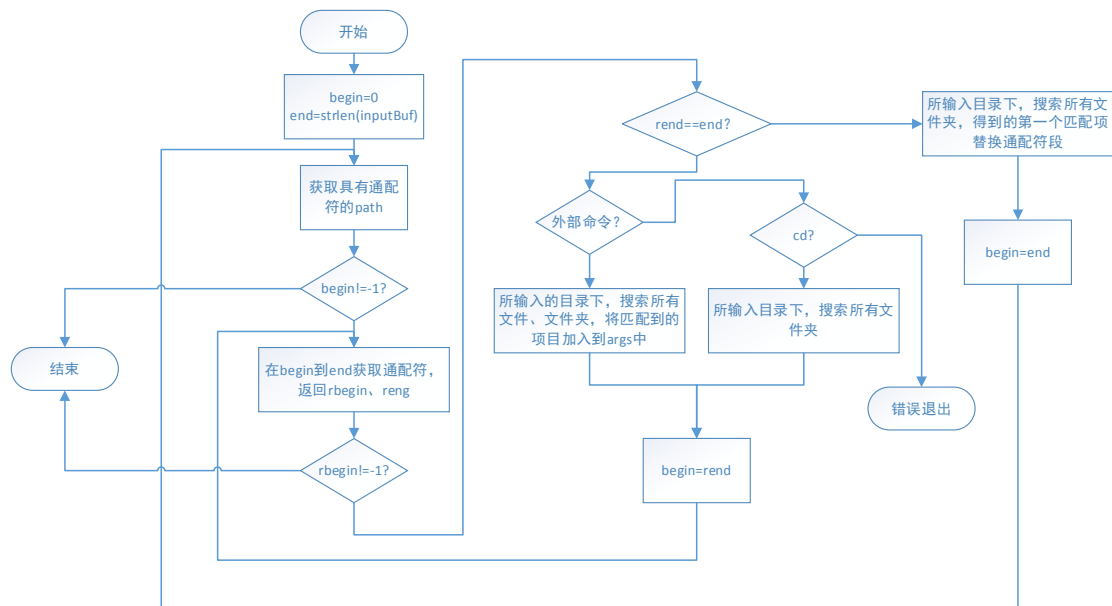 开始
begin=0
end=strlen(inputBuf)
获取具有通配
符的path
begin!=-1?
结束
在begin到end获取通配符，
返回rbegin、reng
rbegin!=-1?
rend==end?
所输入目录下，搜索所有文
件夹，得到的第一个匹配项
替换通配符段
外部命令？
cd?
begin=end
所输入的目录下，搜索所有
文件、文件夹，将匹配到的
项目加入到args中
所输入目录下，搜索所有文
件夹
错误退出
begin=rend